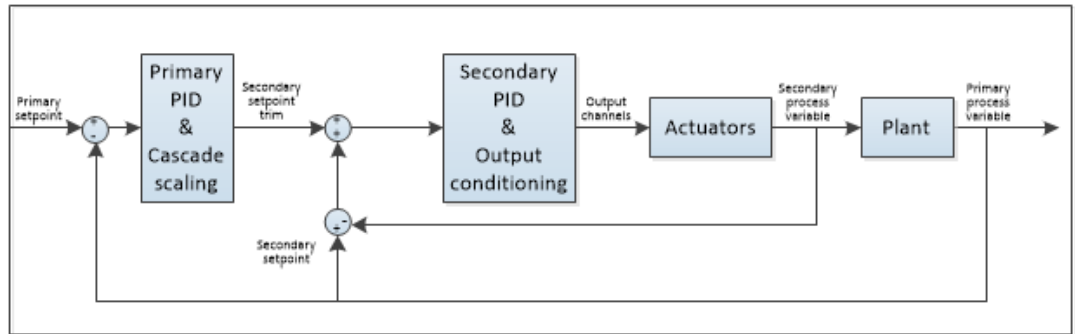 Primary
setpoint
+
-
Primary
PID
&
Cascade
scaling
Secondary
setpoint
trim
+
+
Secondary
PID
&
Output
conditioning
Output
channels
Actuators
Secondary
process
variable
Plant
Primary
process
variable
+
-
Secondary
setpoint